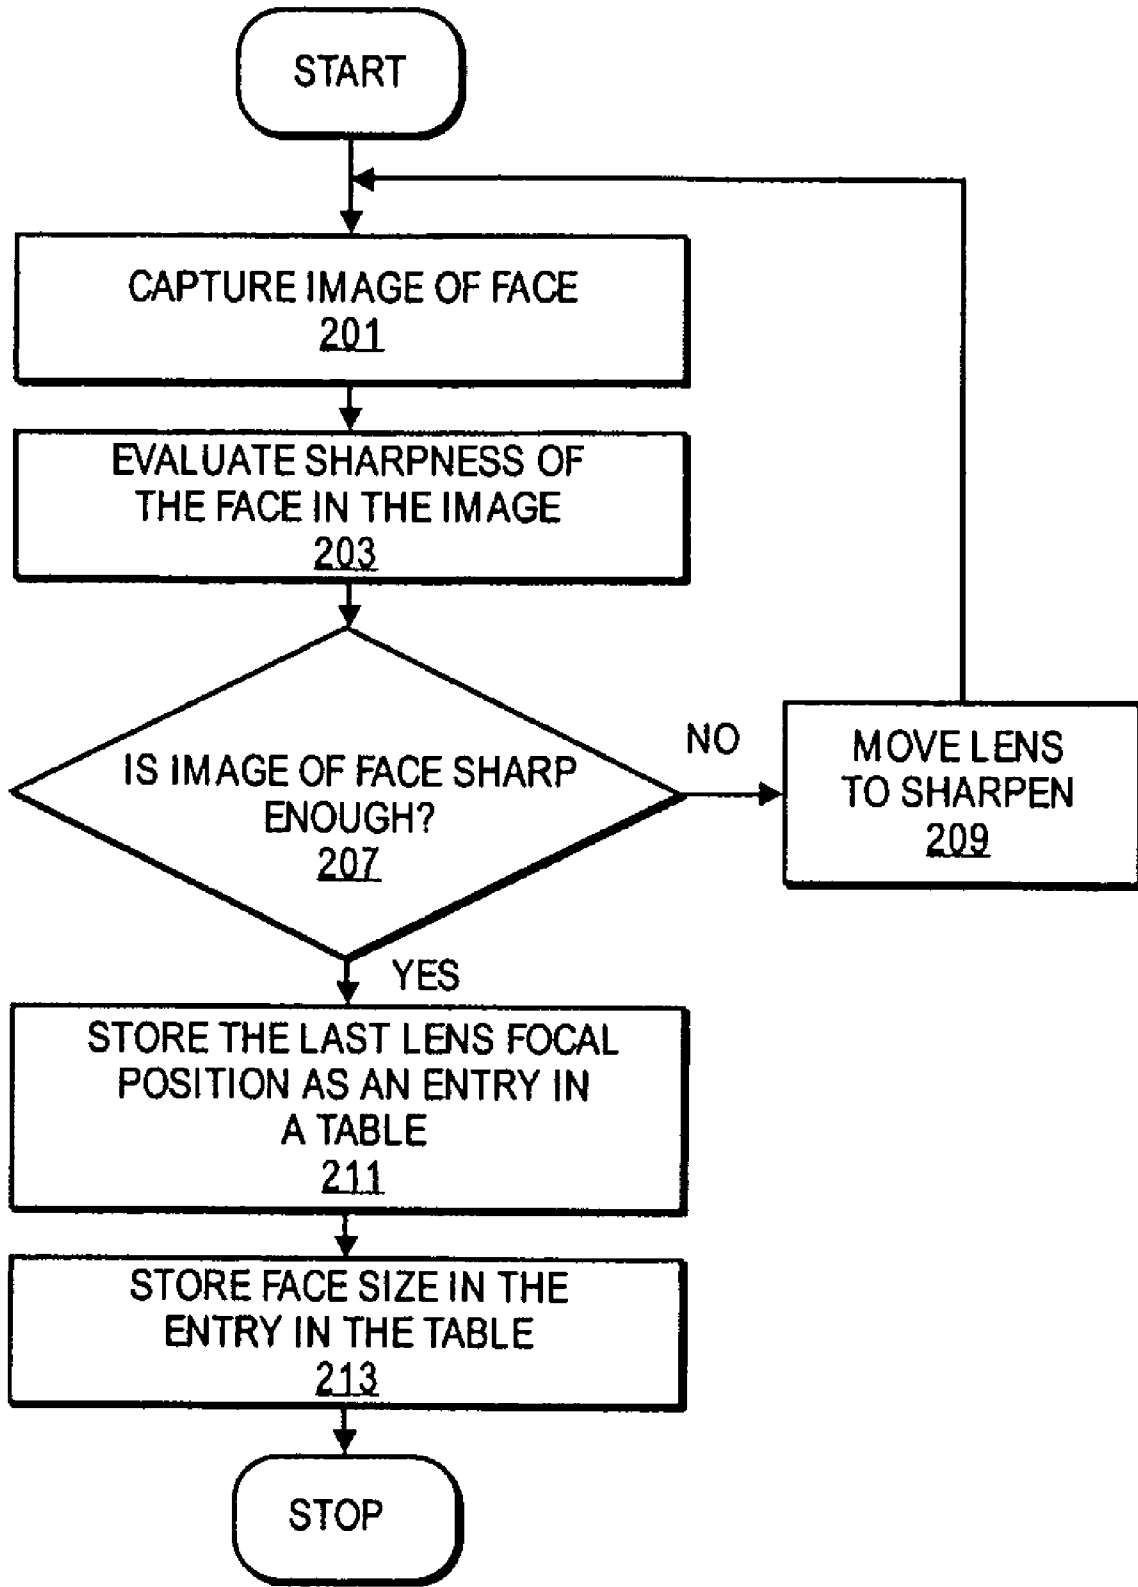 START
CAPTURE IMAGE OF FACE
201
EVALUATE SHARPNESS OF
THE FACE IN THE IMAGE
203
IS IMAGE OF FACE SHARP
ENOUGH?
207
NO
MOVE LENS
TO SHARPEN
209
YES
STORE THE LAST LENS FOCAL
POSITION AS AN ENTRY IN
A TABLE
211
STORE FACE SIZE IN THE
ENTRY IN THE TABLE
213
STOP